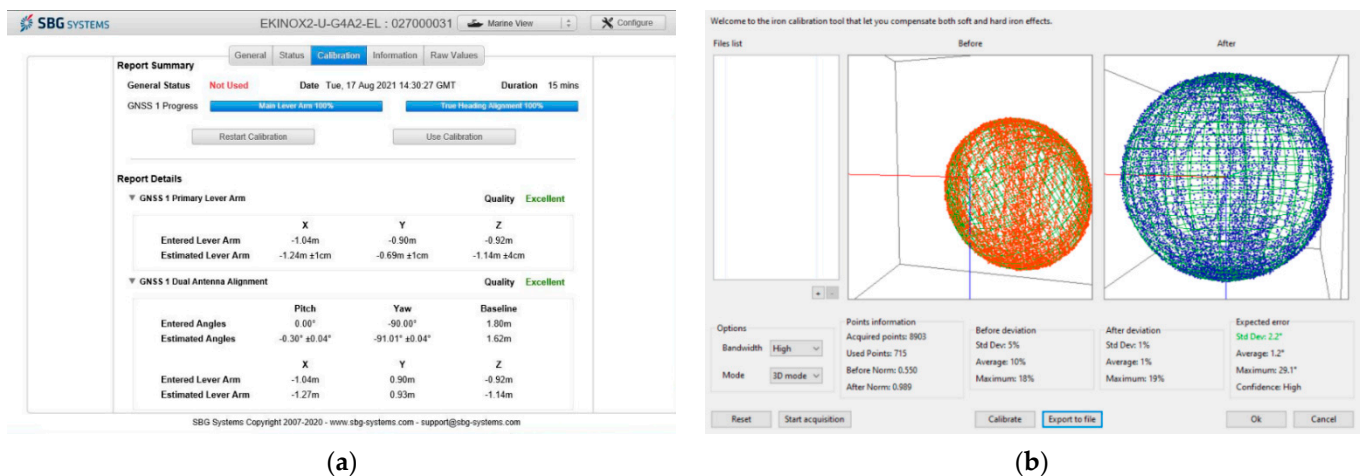 SBG SYSTEMS
EKINOX2-U-G4A2-EL : 027000031 Marine View Configure
General Status Calibration Information Raw Values
Report Summary
General Status Not Used Date Tue, 17 Aug 2021 14:30:27 GMT Duration 15 mins
GNSS 1 Progress Main Lever Arm 100% True Heading Alignment 100%
Restart Calibration Use Calibration
Report Details
GNSS 1 Primary Lever Arm Quality Excellent
X Y Z
Entered Lever Arm -1.04m -0.90m -0.92m
Estimated Lever Arm -1.24m ±1cm -0.69m ±1cm -1.14m ±4cm
GNSS 1 Dual Antenna Alignment Quality Excellent
Pitch Yaw Baseline
Entered Angles 0.00° -90.00° 1.80m
Estimated Angles -0.30° ±0.04° -91.01° ±0.04° 1.62m
X Y Z
Entered Lever Arm -1.04m 0.90m -0.92m
Estimated Lever Arm -1.27m 0.93m -1.14m
SBG Systems Copyright 2007-2020 - www.sbg-systems.com - support@sbg-systems.com
(a)
Welcome to the iron calibration tool that let you compensate both soft and hard iron effects.
Files list Before After
+ -
Options
Bandwidth High
Mode 3D mode
Points information
Acquired points: 8903
Used Points: 715
Before Norm: 0.550
After Norm: 0.989
Before deviation
Std Dev: 5%
Average: 10%
Maximum: 18%
After deviation
Std Dev: 1%
Average: 1%
Maximum: 19%
Expected error
Std Dev: 2.2°
Average: 1.2°
Maximum: 29.1°
Confidence: High
Reset Start acquisition Calibrate Export to file Ok Cancel
(b)